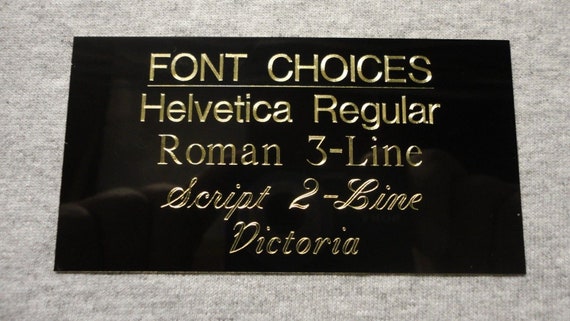 FONT CHOICES
Helvetica Regular
Roman 3-Line
Script 2-Line
Victoria